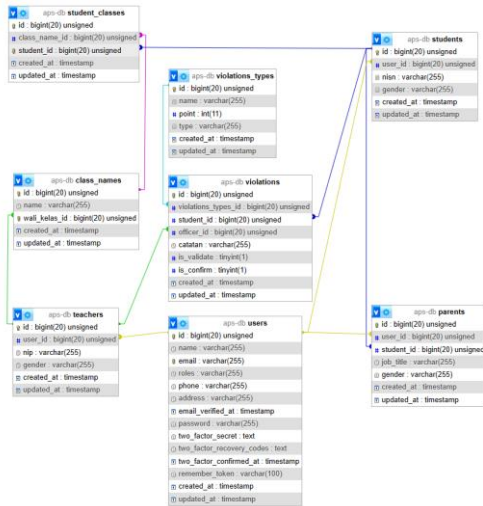 aps-db student_classes
id : bigint(20) unsigned
class_name_id : bigint(20) unsigned
student_id : bigint(20) unsigned
created_at : timestamp
updated_at : timestamp
aps-db students
id : bigint(20) unsigned
user_id : bigint(20) unsigned
nisn : varchar(255)
gender : varchar(255)
created_at : timestamp
updated_at : timestamp
aps-db violations_types
id : bigint(20) unsigned
name : varchar(255)
point : int(11)
type : varchar(255)
created_at : timestamp
updated_at : timestamp
aps-db class_names
id : bigint(20) unsigned
name : varchar(255)
wali_kelas_id : bigint(20) unsigned
created_at : timestamp
updated_at : timestamp
aps-db violations
id : bigint(20) unsigned
violations_types_id : bigint(20) unsigned
student_id : bigint(20) unsigned
officer_id : bigint(20) unsigned
catatan : varchar(255)
is_validate : tinyint(1)
is_confirm : tinyint(1)
created_at : timestamp
updated_at : timestamp
aps-db teachers
id : bigint(20) unsigned
user_id : bigint(20) unsigned
nip : varchar(255)
gender : varchar(255)
created_at : timestamp
updated_at : timestamp
aps-db users
id : bigint(20) unsigned
name : varchar(255)
email : varchar(255)
roles : varchar(255)
phone : varchar(255)
address : varchar(255)
email_verified_at : timestamp
password : varchar(255)
two_factor_secret : text
two_factor_recovery_codes : text
two_factor_confirmed_at : timestamp
remember_token : varchar(100)
created_at : timestamp
updated_at : timestamp
aps-db parents
id : bigint(20) unsigned
user_id : bigint(20) unsigned
student_id : bigint(20) unsigned
job_title : varchar(255)
gender : varchar(255)
created_at : timestamp
updated_at : timestamp